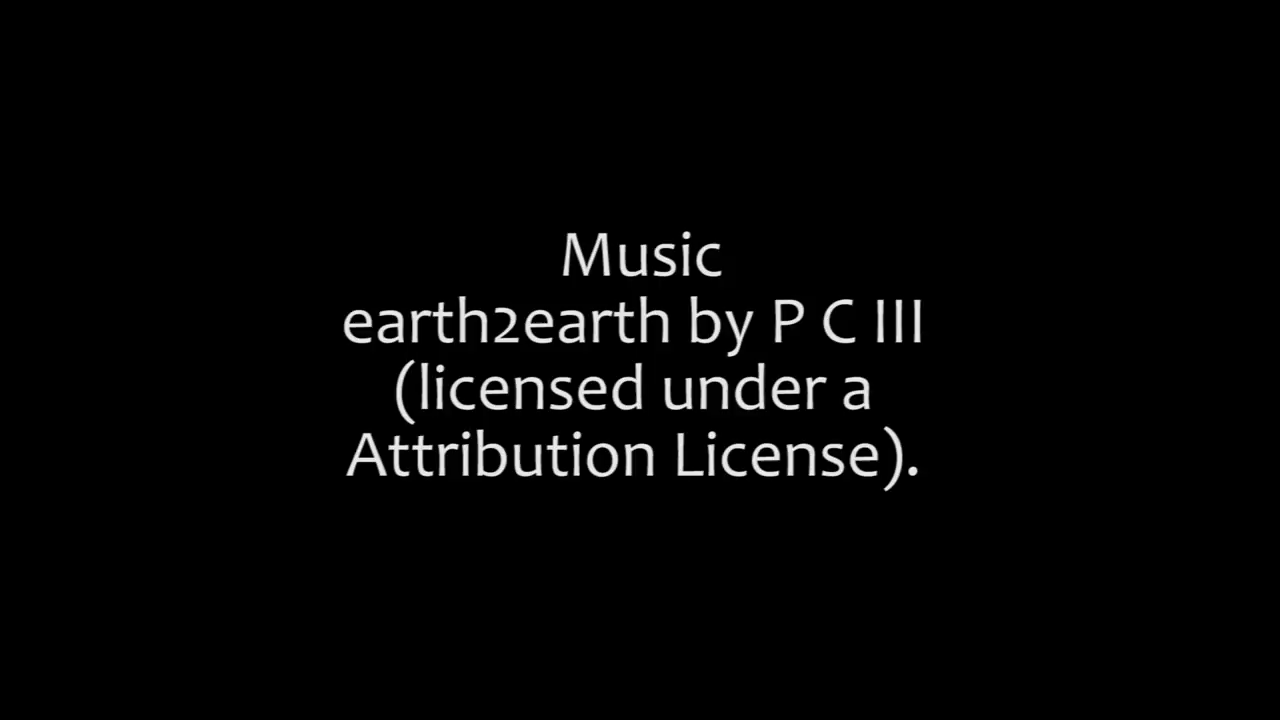 Music
earth2earth by P C III
(licensed under a
Attribution License).